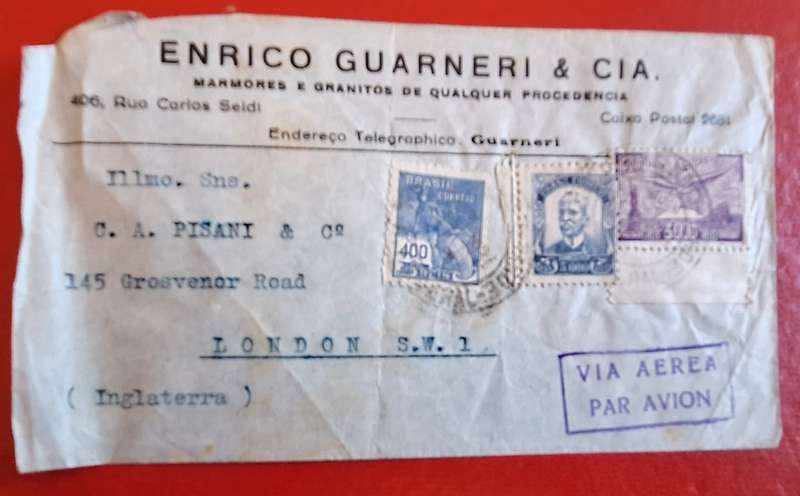 ENRICO GUARNERI & CIA.
MARMORES E GRANITOS DE QUALQUER PROCEDENCIA
406, Rua Carlos Seidl
Caixa Postal 2681
Endereço Telegraphico. Guarneri
Illmo. Sns.
C. A. PISANI & Cº
145 Grosvenor Road
LONDON S.W.1
( Inglaterra )
BRASIL
CORREIO
400
VIA AEREA
PAR AVION